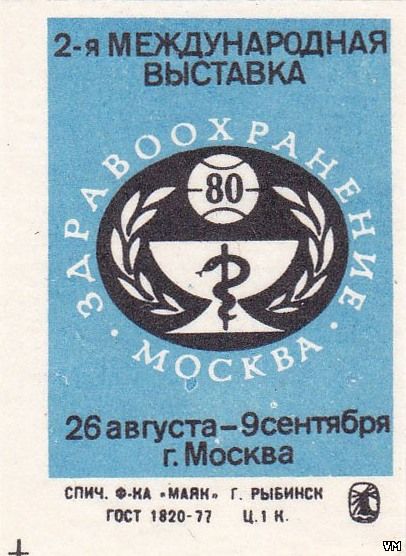 2-я МЕЖДУНАРОДНАЯ
ВЫСТАВКА
ЗДРАВООХРАНЕНИЕ
80
· МОСКВА ·
26 августа – 9 сентября
г. Москва
СПИЧ. Ф-КА «МАЯК» Г. РЫБИНСК
ГОСТ 1820-77 Ц. 1 К.
VM